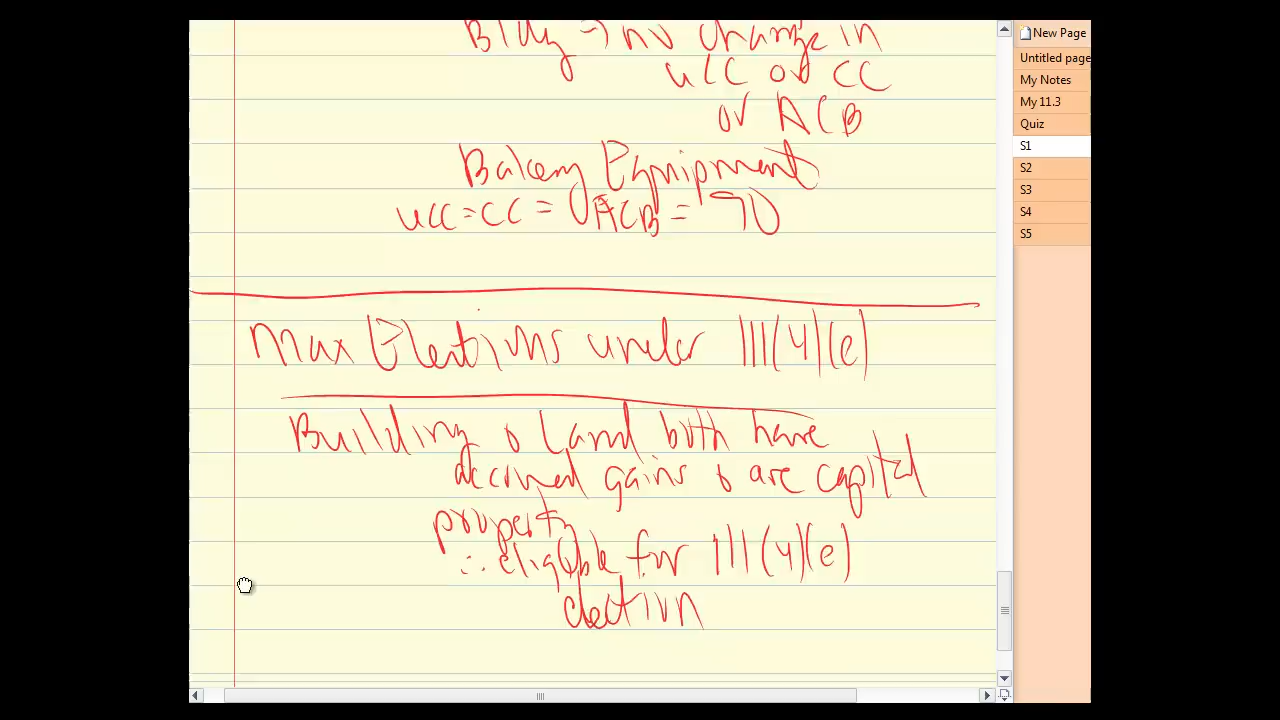 Bldg → no change in
UCC or CC
or ACB
Bakery Equipment
UCC = CC = 0 ACB = 70
Max Elections under 111(4)(e)
Building & Land both have
accrued gains & are capital
property
∴ eligible for 111(4)(e)
election
New Page
Untitled page
My Notes
My 11.3
Quiz
S1
S2
S3
S4
S5